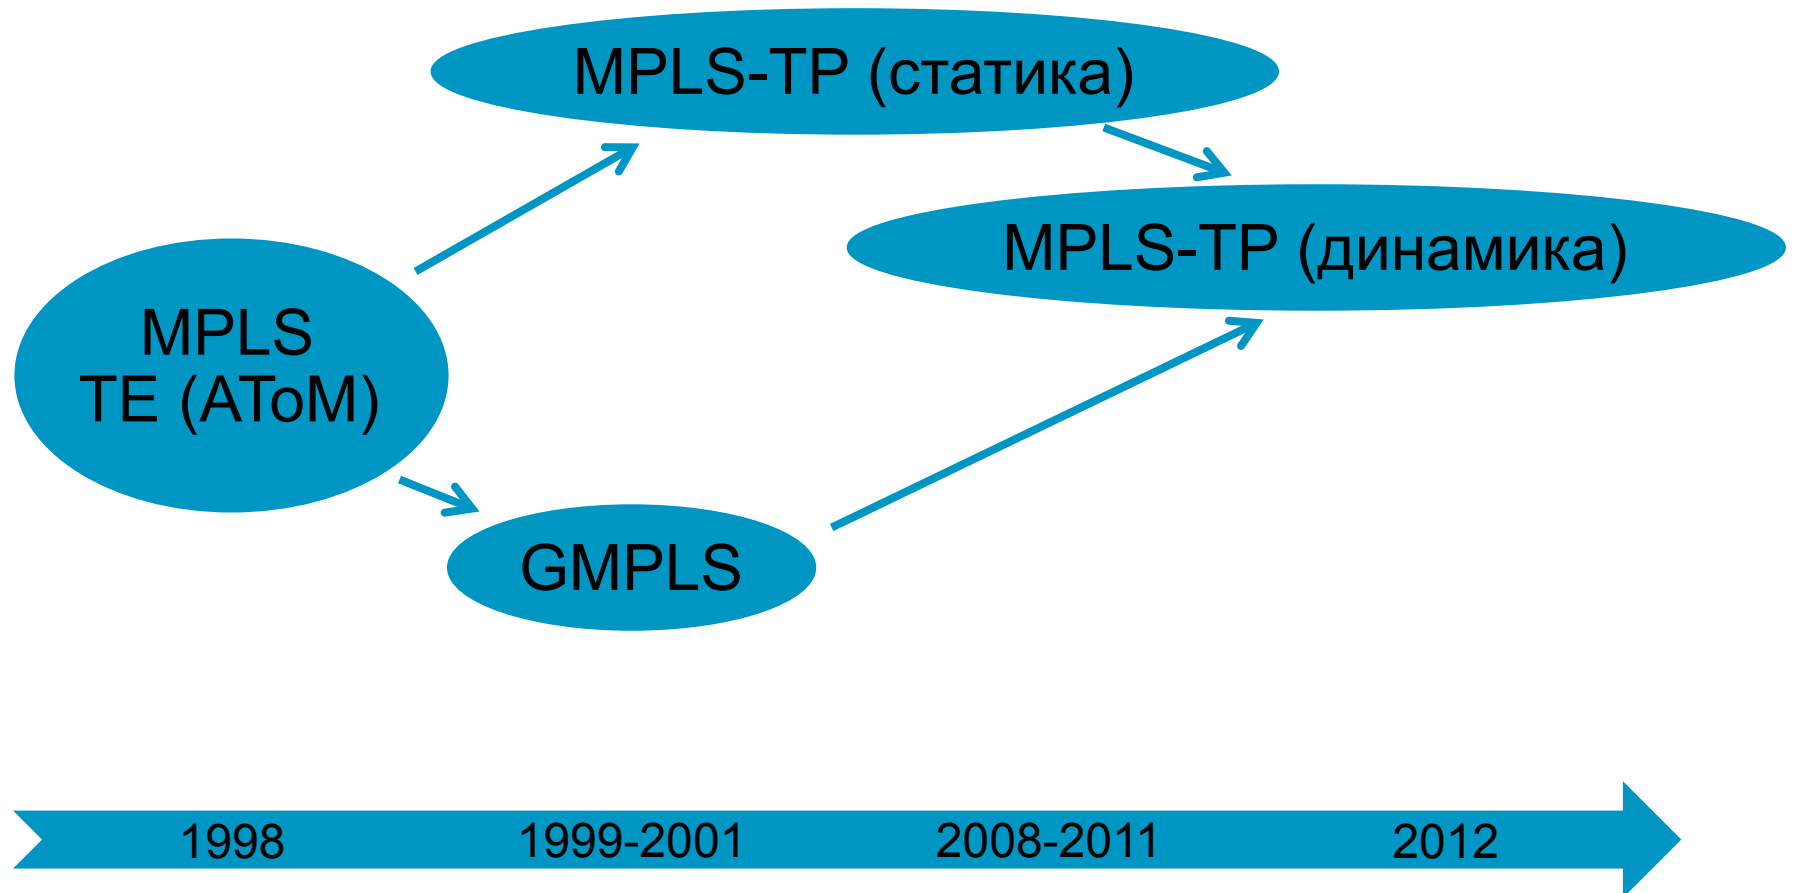 MPLS-TP (статика)
MPLS-TP (динамика)
MPLS
TE (AToM)
GMPLS
1998
1999-2001
2008-2011
2012